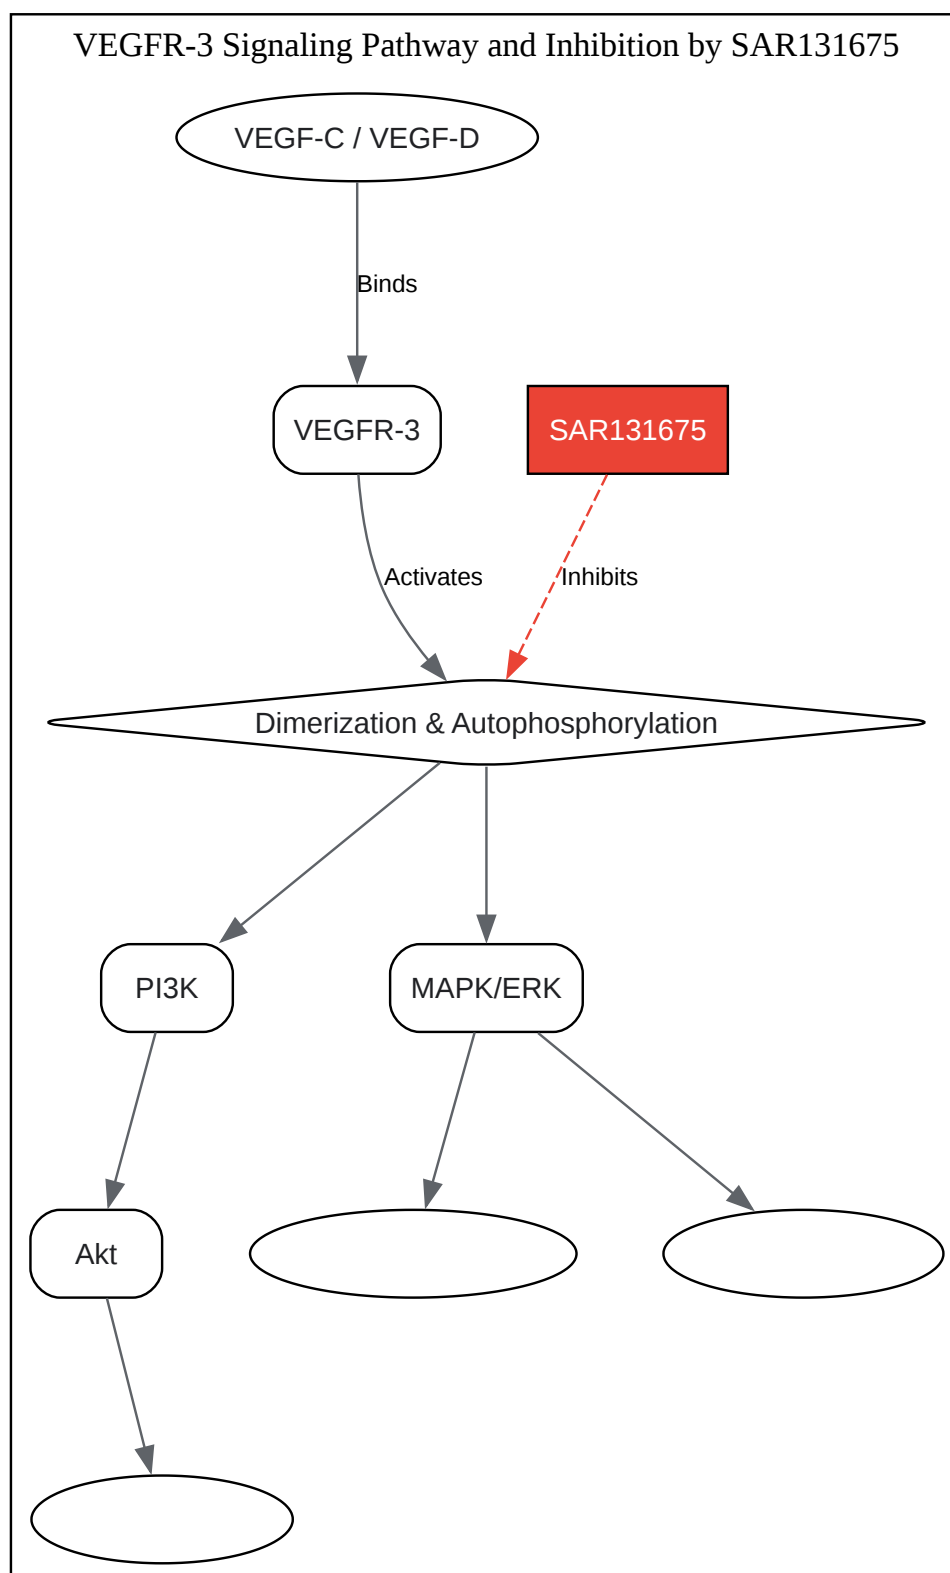 VEGFR-3 Signaling Pathway and Inhibition by SAR131675
VEGF-C / VEGF-D
Binds
VEGFR-3
SAR131675
Activates
Inhibits
Dimerization & Autophosphorylation
PI3K
MAPK/ERK
Akt